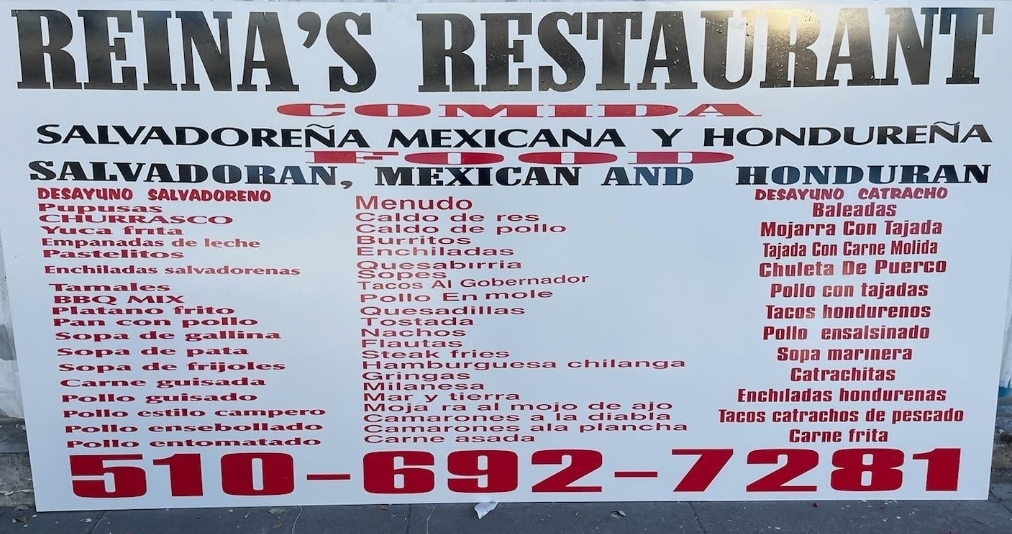 REINA'S RESTAURANT
COMIDA
SALVADOREÑA MEXICANA Y HONDUREÑA
FOOD
SALVADORAN, MEXICAN AND HONDURAN
DESAYUNO SALVADORENO
Pupusas
CHURRASCO
Yuca frita
Empanadas de leche
Pastelitos
Enchiladas salvadorenas
Tamales
BBQ MIX
Platano frito
Pan con pollo
Sopa de gallina
Sopa de pata
Sopa de frijoles
Carne guisada
Pollo guisado
Pollo estilo campero
Pollo ensebollado
Pollo entomatado
Menudo
Caldo de res
Caldo de pollo
Burritos
Enchiladas
Quesabirria
Sopes
Tacos Al Gobernador
Pollo En mole
Quesadillas
Tostada
Nachos
Flautas
Steak fries
Hamburguesa chilanga
Gringas
Milanesa
Mar y tierra
Moja ra al mojo de ajo
Camarones a la diabla
Camarones ala plancha
Carne asada
DESAYUNO CATRACHO
Baleadas
Mojarra Con Tajada
Tajada Con Carne Molida
Chuleta De Puerco
Pollo con tajadas
Tacos hondurenos
Pollo ensalsinado
Sopa marinera
Catrachitas
Enchiladas hondurenas
Tacos catrachos de pescado
Carne frita
510-692-7281